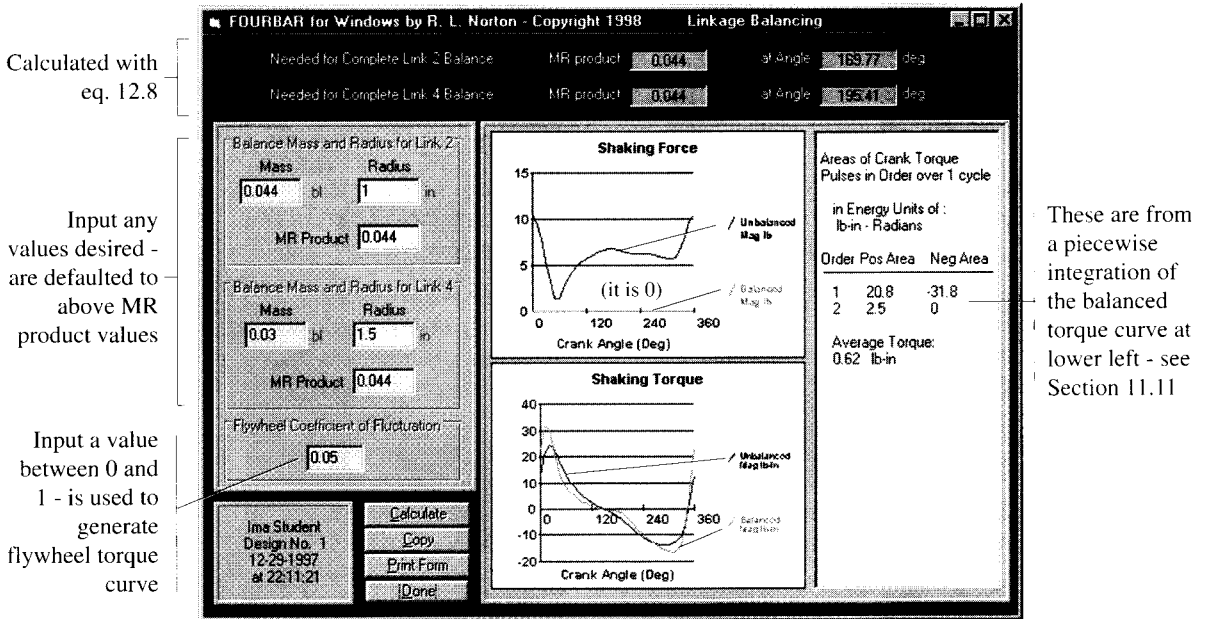 FOURBAR for Windows by R. L. Norton - Copyright 1998 Linkage Balancing
Calculated with
eq. 12.8
Needed for Complete Link 2 Balance MR product 0.044 at Angle 169.77 deg
Needed for Complete Link 4 Balance MR product 0.044 at Angle 195.41 deg
Input any
values desired -
are defaulted to
above MR
product values
Balance Mass and Radius for Link 2
Mass Radius
0.044 bl 1 in
MR Product 0.044
Balance Mass and Radius for Link 4
Mass Radius
0.03 bl 1.5 in
MR Product 0.044
Input a value
between 0 and
1 - is used to
generate
flywheel torque
curve
Flywheel Coefficient of Flucturation
0.05
Ima Student
Design No. 1
12-29-1997
at 22:11:21
Calculate
Copy
Print Form
Done
Shaking Force
15
10
5
0
Unbalanced
Mag lb
(it is 0)
Balanced
Mag lb
0 120 240 360
Crank Angle (Deg)
Shaking Torque
40
30
20
10
0
-10
-20
Unbalanced
Mag lb-in
0 120 240 360
Balanced
Mag lb-in
Crank Angle (Deg)
Areas of Crank Torque
Pulses in Order over 1 cycle
in Energy Units of :
lb-in - Radians
Order Pos Area Neg Area
1 20.8 -31.8
2 2.5 0
Average Torque:
0.62 lb-in
These are from
a piecewise
integration of
the balanced
torque curve at
lower left - see
Section 11.11